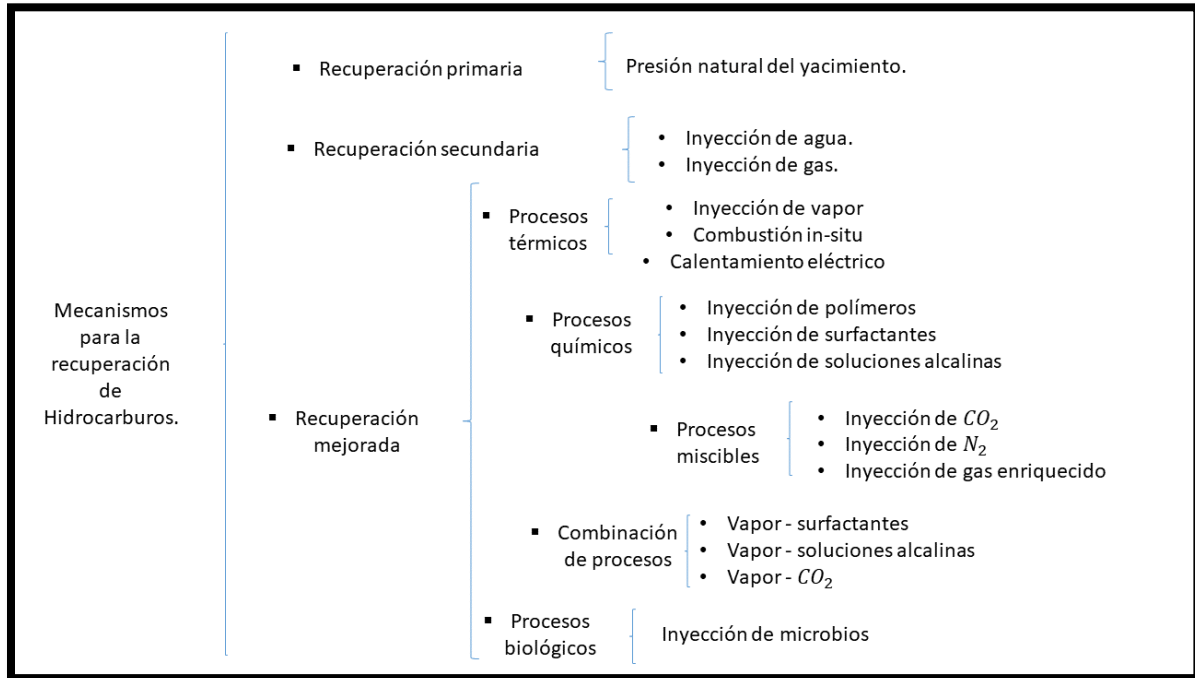 Mecanismos
para la
recuperación
de
Hidrocarburos.
▪ Recuperación primaria
Presión natural del yacimiento.
▪ Recuperación secundaria
• Inyección de agua.
• Inyección de gas.
▪ Recuperación
mejorada
▪ Procesos
térmicos
• Inyección de vapor
• Combustión in-situ
• Calentamiento eléctrico
▪ Procesos
químicos
• Inyección de polímeros
• Inyección de surfactantes
• Inyección de soluciones alcalinas
▪ Procesos
miscibles
• Inyección de CO₂
• Inyección de N₂
• Inyección de gas enriquecido
▪ Combinación
de procesos
• Vapor - surfactantes
• Vapor - soluciones alcalinas
• Vapor - CO₂
▪ Procesos
biológicos
Inyección de microbios